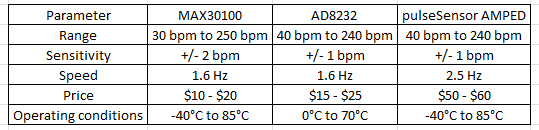 Parameter MAX30100 AD8232 pulseSensor AMPED
Range 30 bpm to 250 bpm 40 bpm to 240 bpm 40 bpm to 240 bpm
Sensitivity +/- 2 bpm +/- 1 bpm +/- 1 bpm
Speed 1.6 Hz 1.6 Hz 2.5 Hz
Price $10 - $20 $15 - $25 $50 - $60
Operating conditions -40°C to 85°C 0°C to 70°C -40°C to 85°C